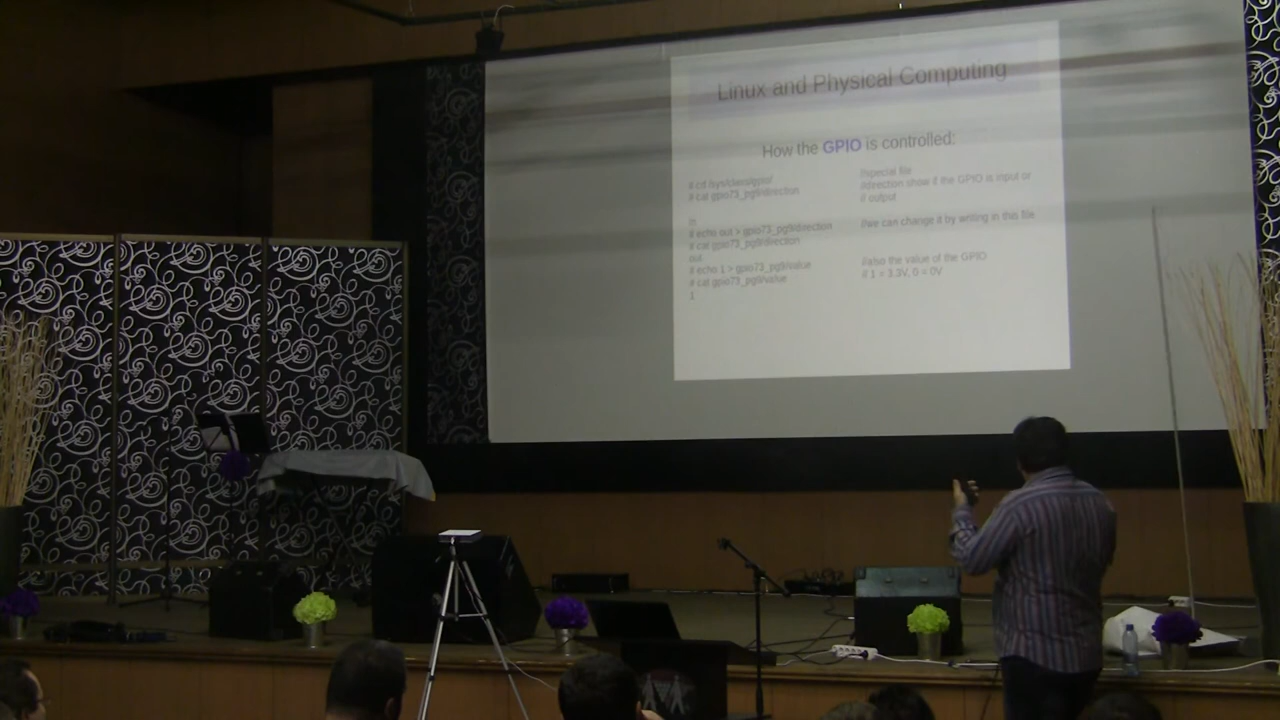 Linux and Physical Computing
How the GPIO is controlled:
# cd /sys/class/gpio/
# cat gpio73_pg9/direction
in
# echo out > gpio73_pg9/direction
# cat gpio73_pg9/direction
out
# echo 1 > gpio73_pg9/value
# cat gpio73_pg9/value
1
//special file
//direction show if the GPIO is input or
// output
//we can change it by writing in this file
//also the value of the GPIO
// 1 = 3.3V, 0 = 0V